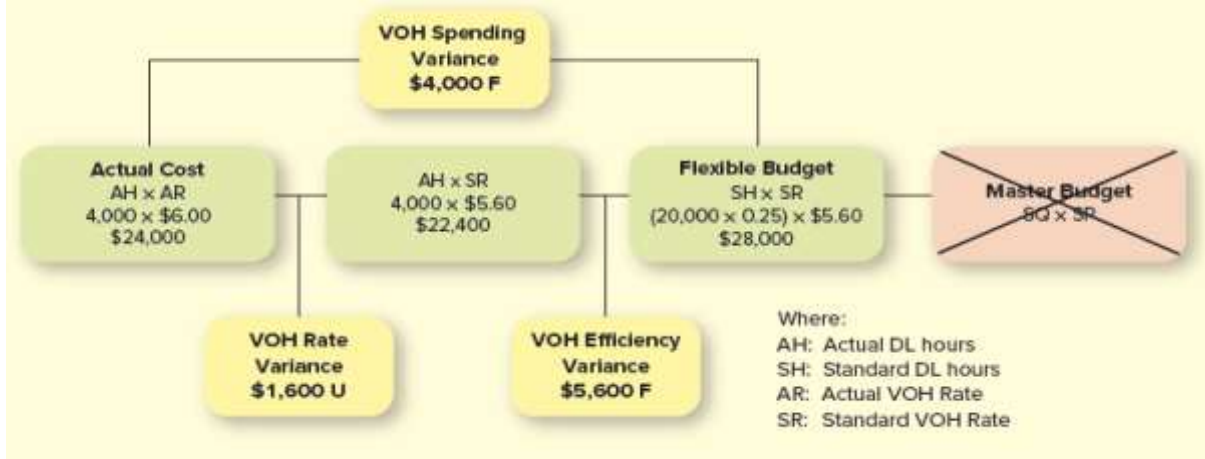 VOH Spending
Variance
$4,000 F
Actual Cost
AH x AR
4,000 x $6.00
$24,000
AH x SR
4,000 x $5.60
$22,400
Flexible Budget
SH x SR
(20,000 x 0.25) x $5.60
$28,000
Master Budget
SQ x SP
VOH Rate
Variance
$1,600 U
VOH Efficiency
Variance
$5,600 F
Where:
AH: Actual DL hours
SH: Standard DL hours
AR: Actual VOH Rate
SR: Standard VOH Rate